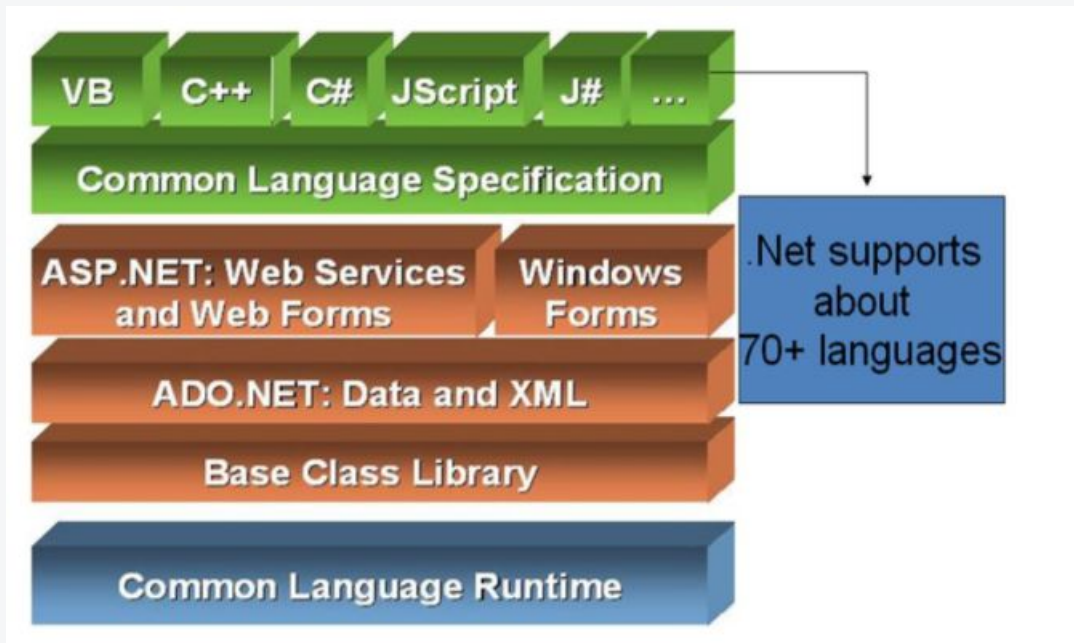 VB C++ C# JScript J# ...
Common Language Specification
ASP.NET: Web Services
and Web Forms
Windows
Forms
ADO.NET: Data and XML
Base Class Library
Common Language Runtime
.Net supports
about
70+ languages